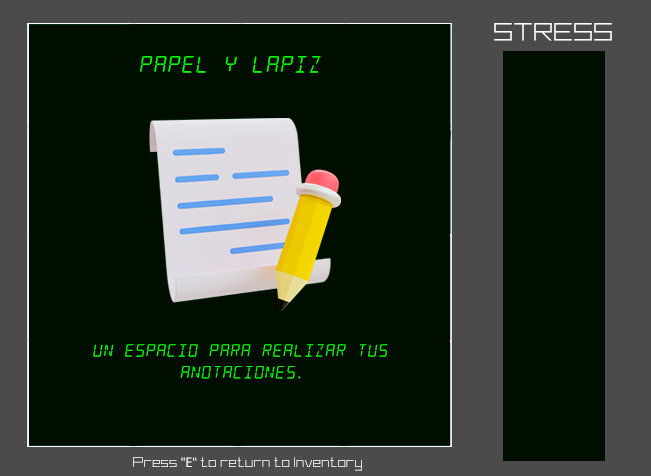 STRESS
PAPEL Y LAPIZ
UN ESPACIO PARA REALIZAR TUS
ANOTACIONES.
Press "E" to return to Inventory